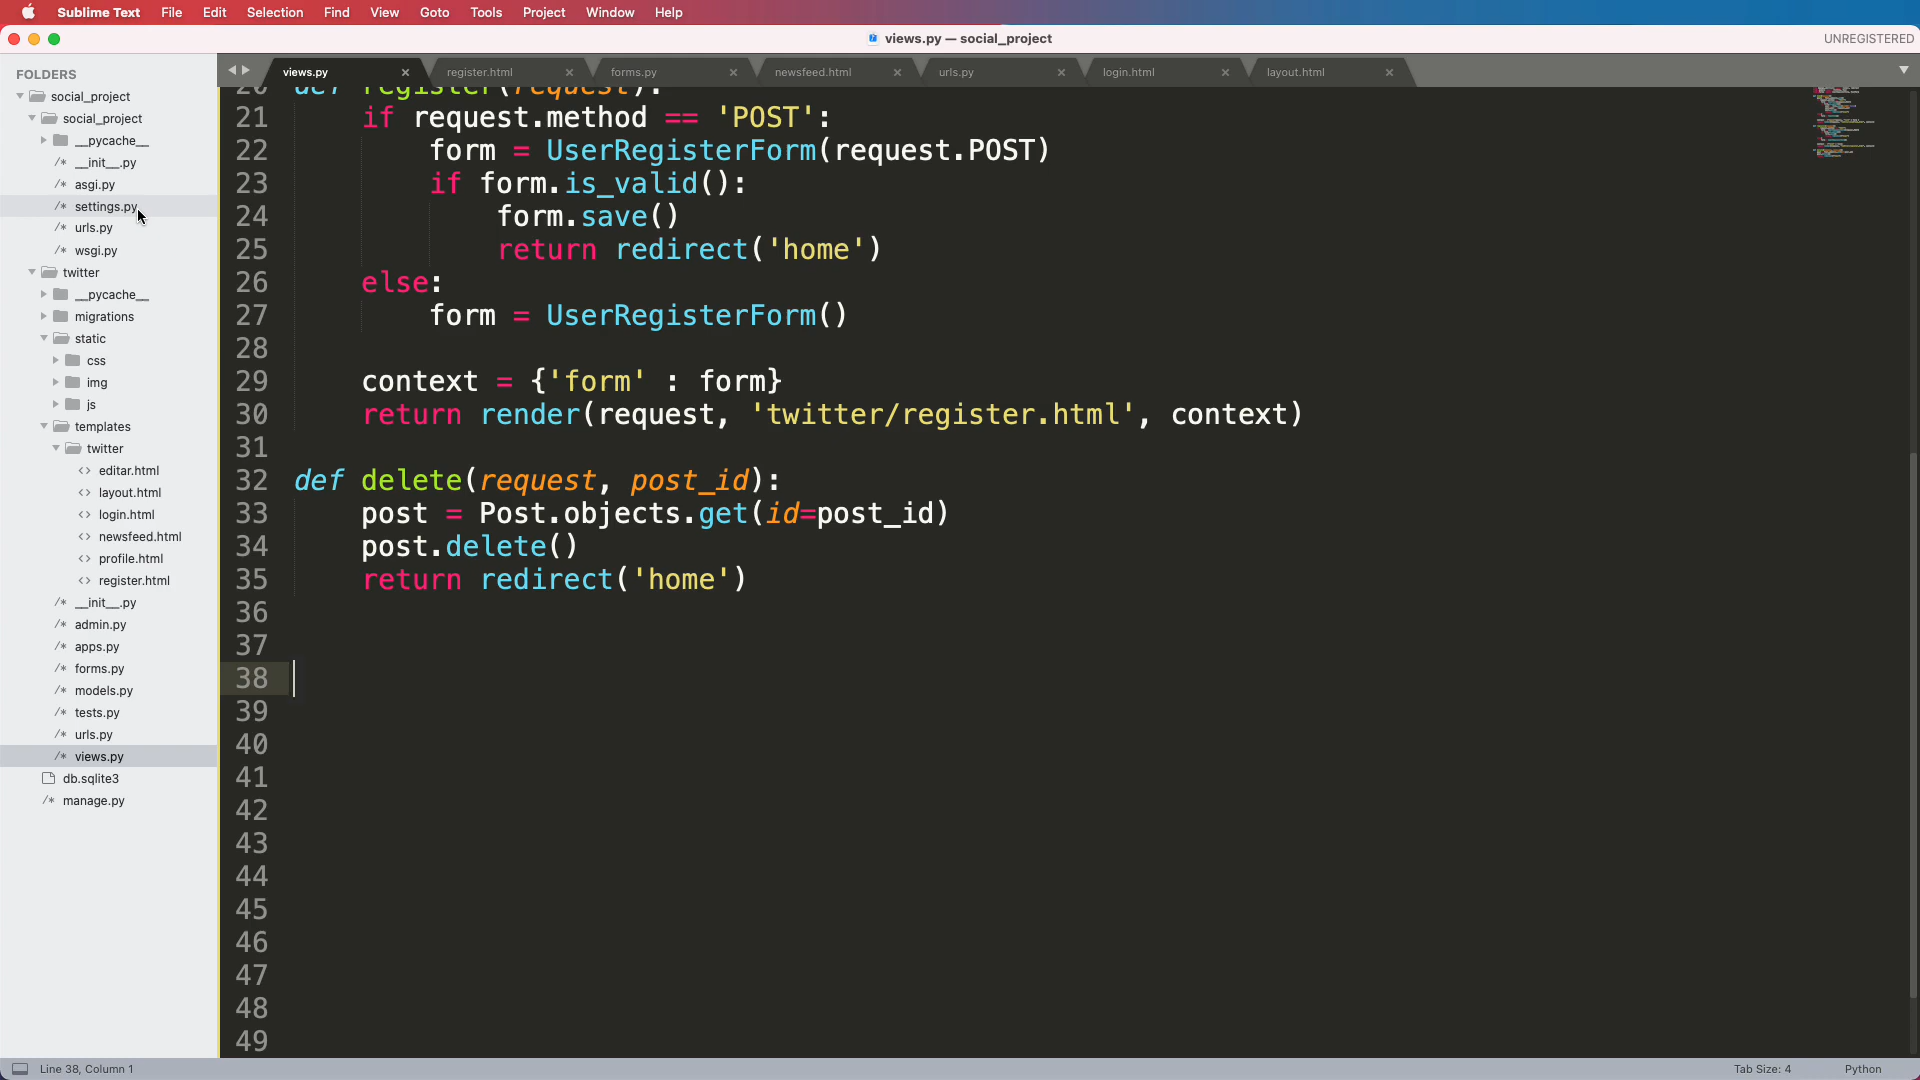 Sublime Text File Edit Selection Find View Goto Tools Project Window Help
views.py — social_project
UNREGISTERED
FOLDERS
social_project
social_project
__pycache__
/* __init__.py
/* asgi.py
/* settings.py
/* urls.py
/* wsgi.py
twitter
__pycache__
migrations
static
css
img
js
templates
twitter
<> editar.html
<> layout.html
<> login.html
<> newsfeed.html
<> profile.html
<> register.html
/* __init__.py
/* admin.py
/* apps.py
/* forms.py
/* models.py
/* tests.py
/* urls.py
/* views.py
db.sqlite3
/* manage.py
views.py register.html forms.py newsfeed.html urls.py login.html layout.html
20 def register(request):
21 if request.method == 'POST':
22 form = UserRegisterForm(request.POST)
23 if form.is_valid():
24 form.save()
25 return redirect('home')
26 else:
27 form = UserRegisterForm()
28
29 context = {'form' : form}
30 return render(request, 'twitter/register.html', context)
31
32 def delete(request, post_id):
33 post = Post.objects.get(id=post_id)
34 post.delete()
35 return redirect('home')
36
37
38
39
40
41
42
43
44
45
46
47
48
49
Line 38, Column 1
Tab Size: 4
Python